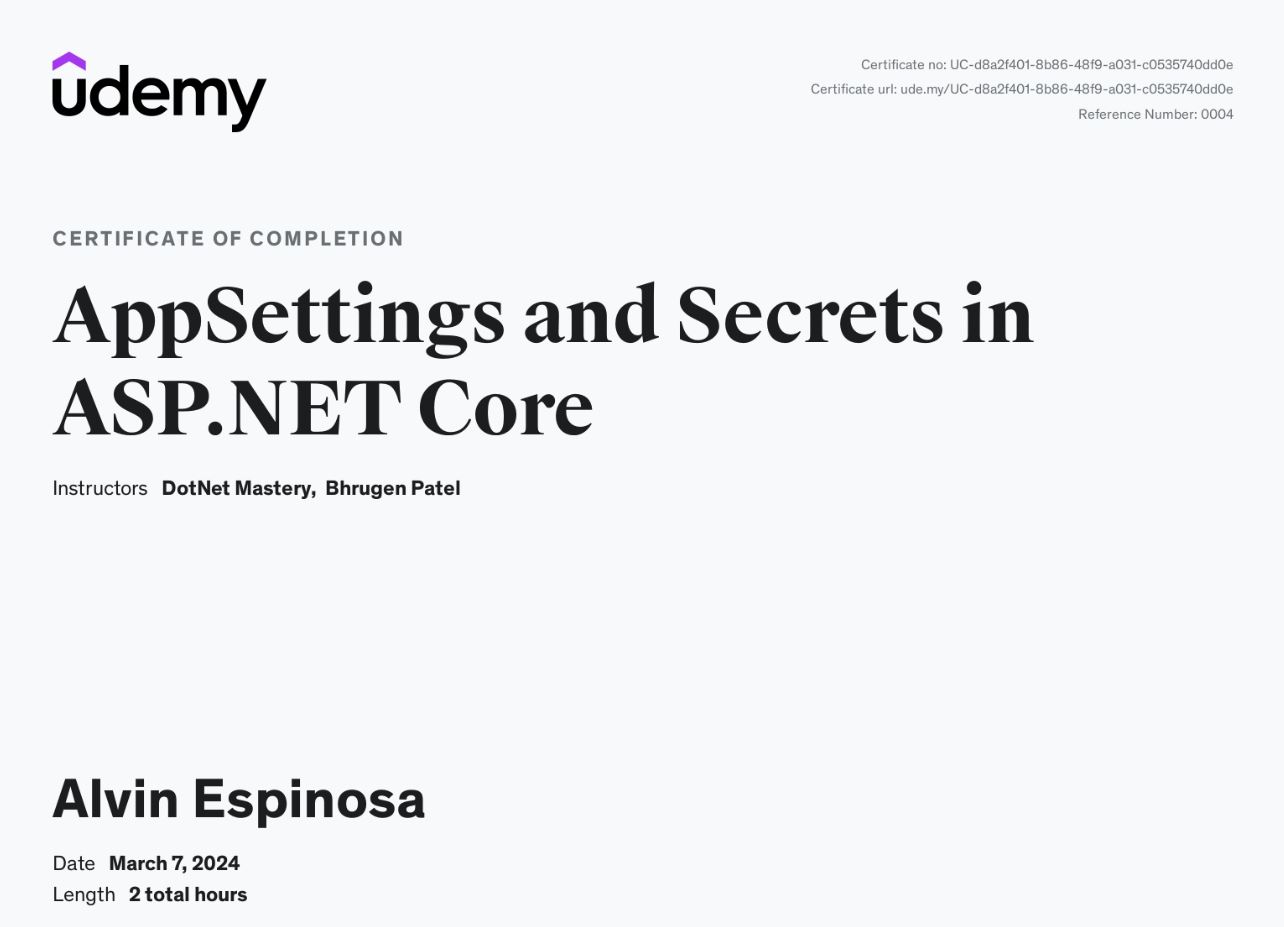 udemy
Certificate no: UC-d8a2f401-8b86-48f9-a031-c0535740dd0e
Certificate url: ude.my/UC-d8a2f401-8b86-48f9-a031-c0535740dd0e
Reference Number: 0004
CERTIFICATE OF COMPLETION
AppSettings and Secrets in
ASP.NET Core
Instructors DotNet Mastery, Bhrugen Patel
Alvin Espinosa
Date March 7, 2024
Length 2 total hours